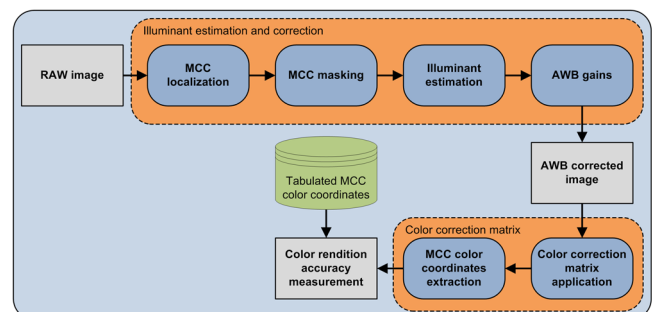 Illuminant estimation and correction
RAW image
MCC
localization
MCC masking
Illuminant
estimation
AWB gains
Tabulated MCC
color coordinates
AWB corrected
image
Color correction matrix
Color rendition
accuracy
measurement
MCC color
coordinates
extraction
Color correction
matrix
application